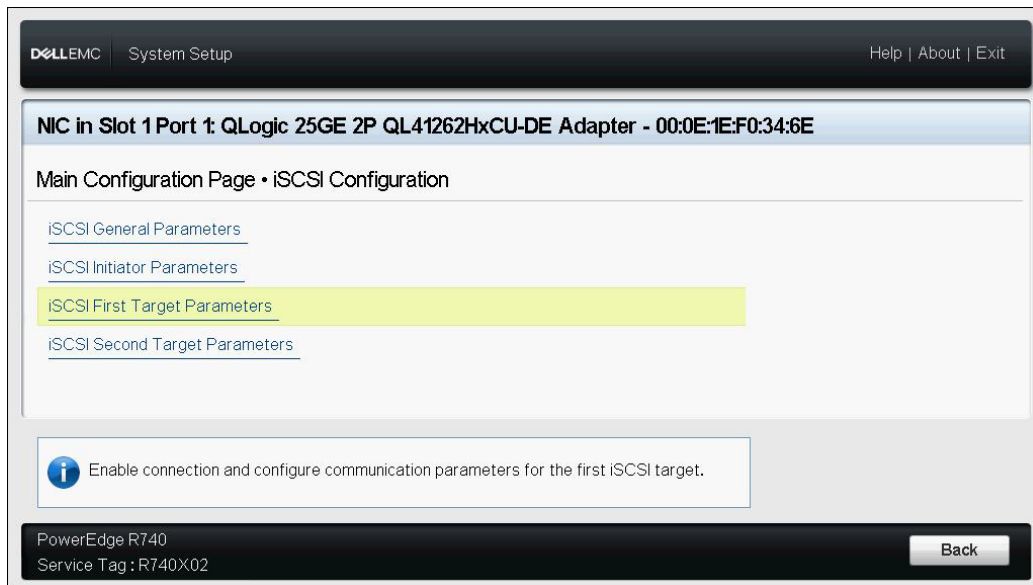 DELLEMC System Setup Help | About | Exit
NIC in Slot 1 Port 1: QLogic 25GE 2P QL41262HxCU-DE Adapter - 00:0E:1E:F0:34:6E
Main Configuration Page • iSCSI Configuration
iSCSI General Parameters
iSCSI Initiator Parameters
iSCSI First Target Parameters
iSCSI Second Target Parameters
Enable connection and configure communication parameters for the first iSCSI target.
PowerEdge R740
Service Tag : R740X02
Back